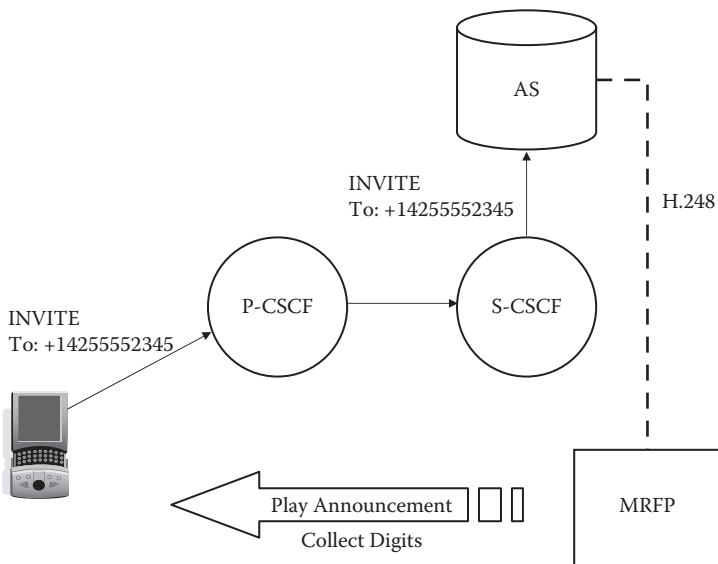 AS
INVITE
To: +14255552345
H.248
P-CSCF
S-CSCF
INVITE
To: +14255552345
Play Announcement
MRFP
Collect Digits